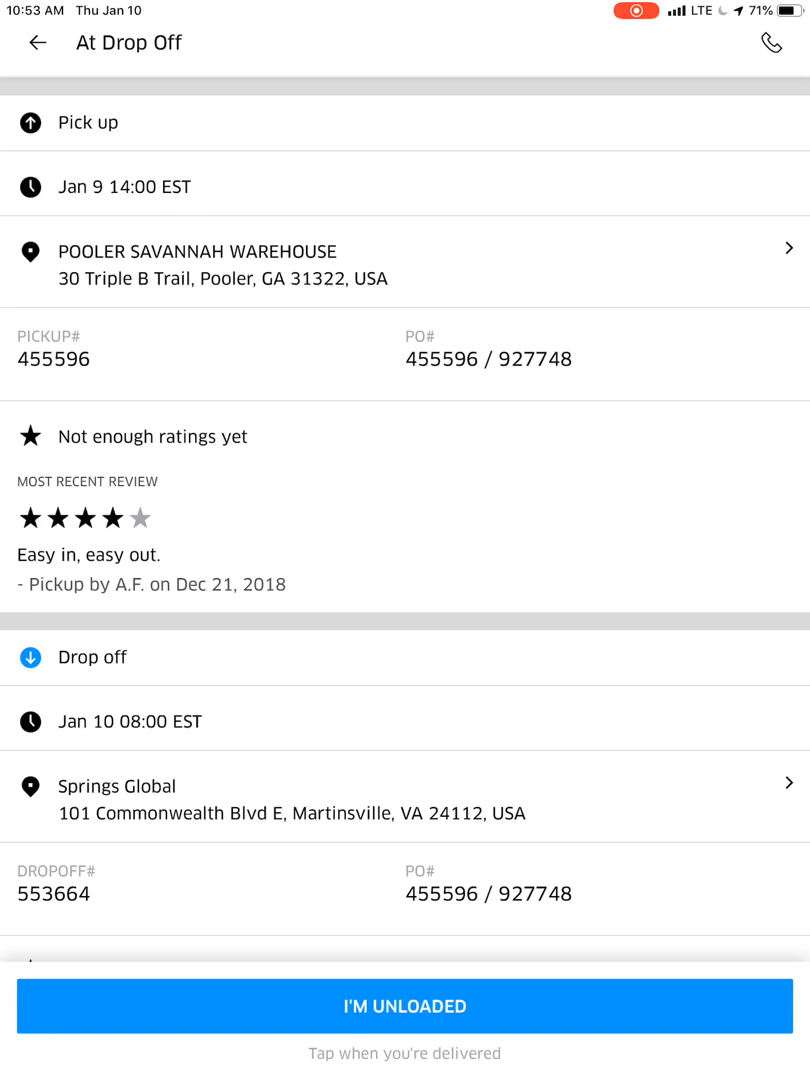 10:53 AM Thu Jan 10 LTE 71%
At Drop Off
Pick up
Jan 9 14:00 EST
POOLER SAVANNAH WAREHOUSE
30 Triple B Trail, Pooler, GA 31322, USA
PICKUP# PO#
455596 455596 / 927748
Not enough ratings yet
MOST RECENT REVIEW
Easy in, easy out.
- Pickup by A.F. on Dec 21, 2018
Drop off
Jan 10 08:00 EST
Springs Global
101 Commonwealth Blvd E, Martinsville, VA 24112, USA
DROPOFF# PO#
553664 455596 / 927748
I'M UNLOADED
Tap when you're delivered